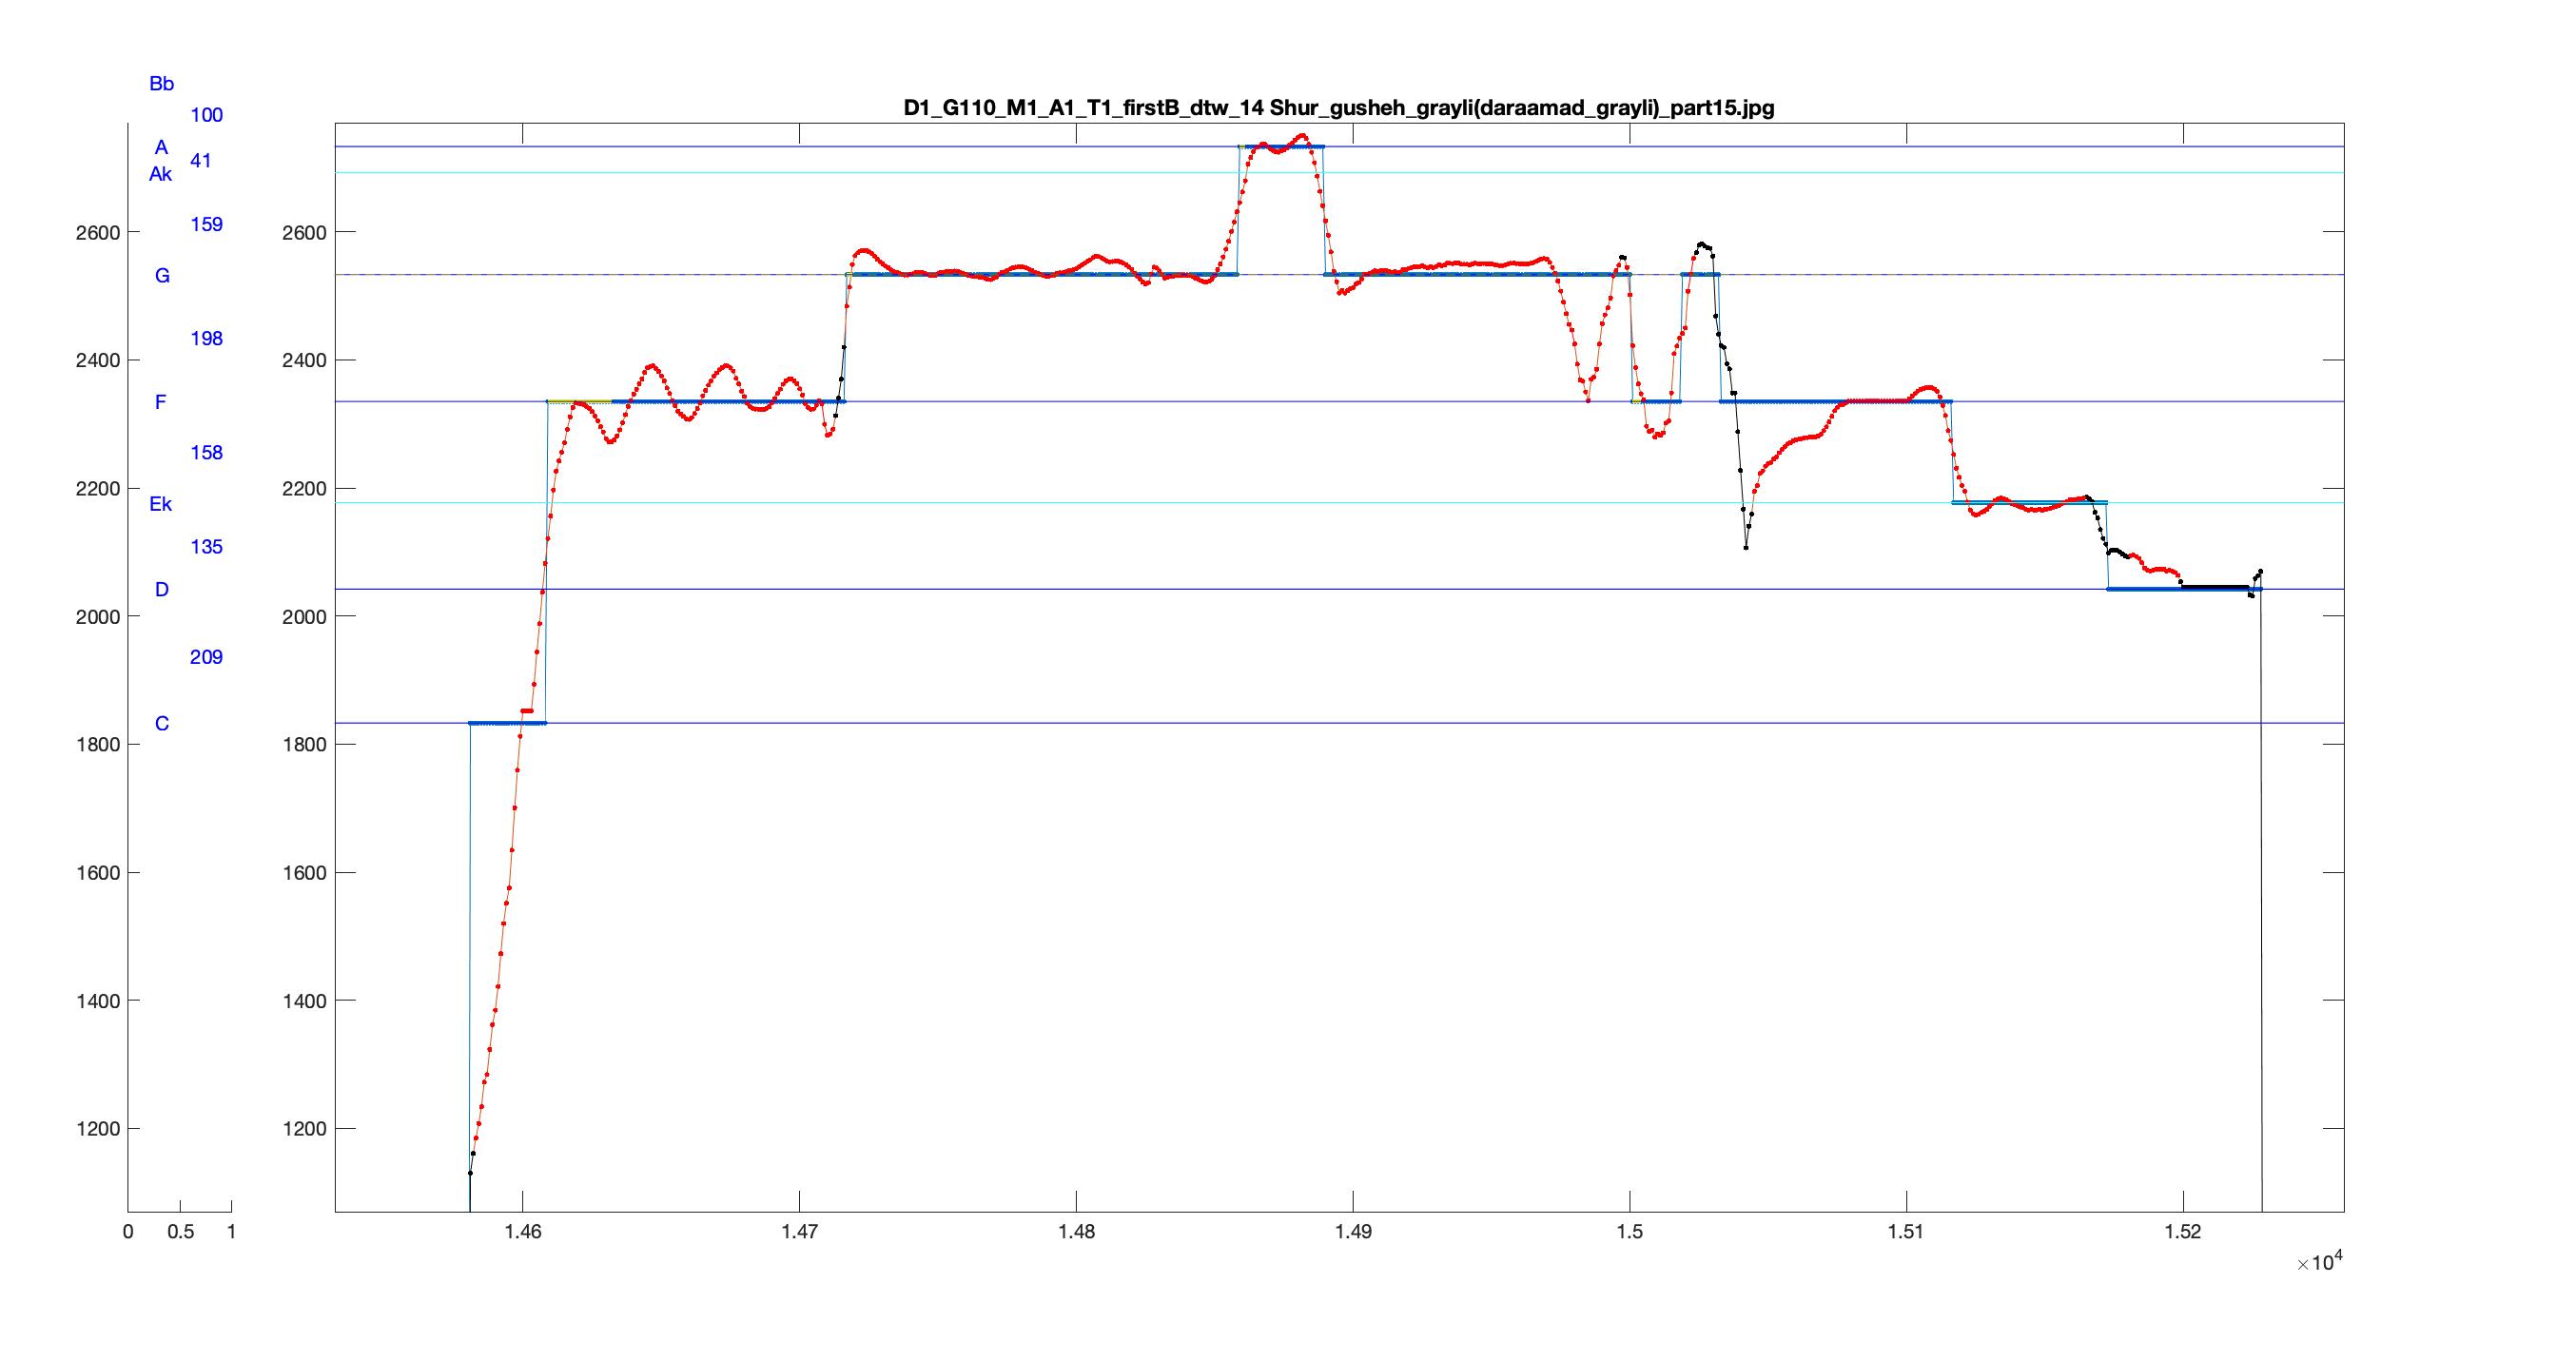 D1_G110_M1_A1_T1_firstB_dtw_14 Shur_gusheh_grayli(daraamad_grayli)_part15.jpg
Bb
100
A
41
Ak
159
2600
2600
G
198
2400
2400
F
158
2200
2200
Ek
135
D
2000
2000
209
C
1800
1800
1600
1600
1400
1400
1200
1200
0 0.5 1
1.46 1.47 1.48 1.49 1.5 1.51 1.52
×10^4